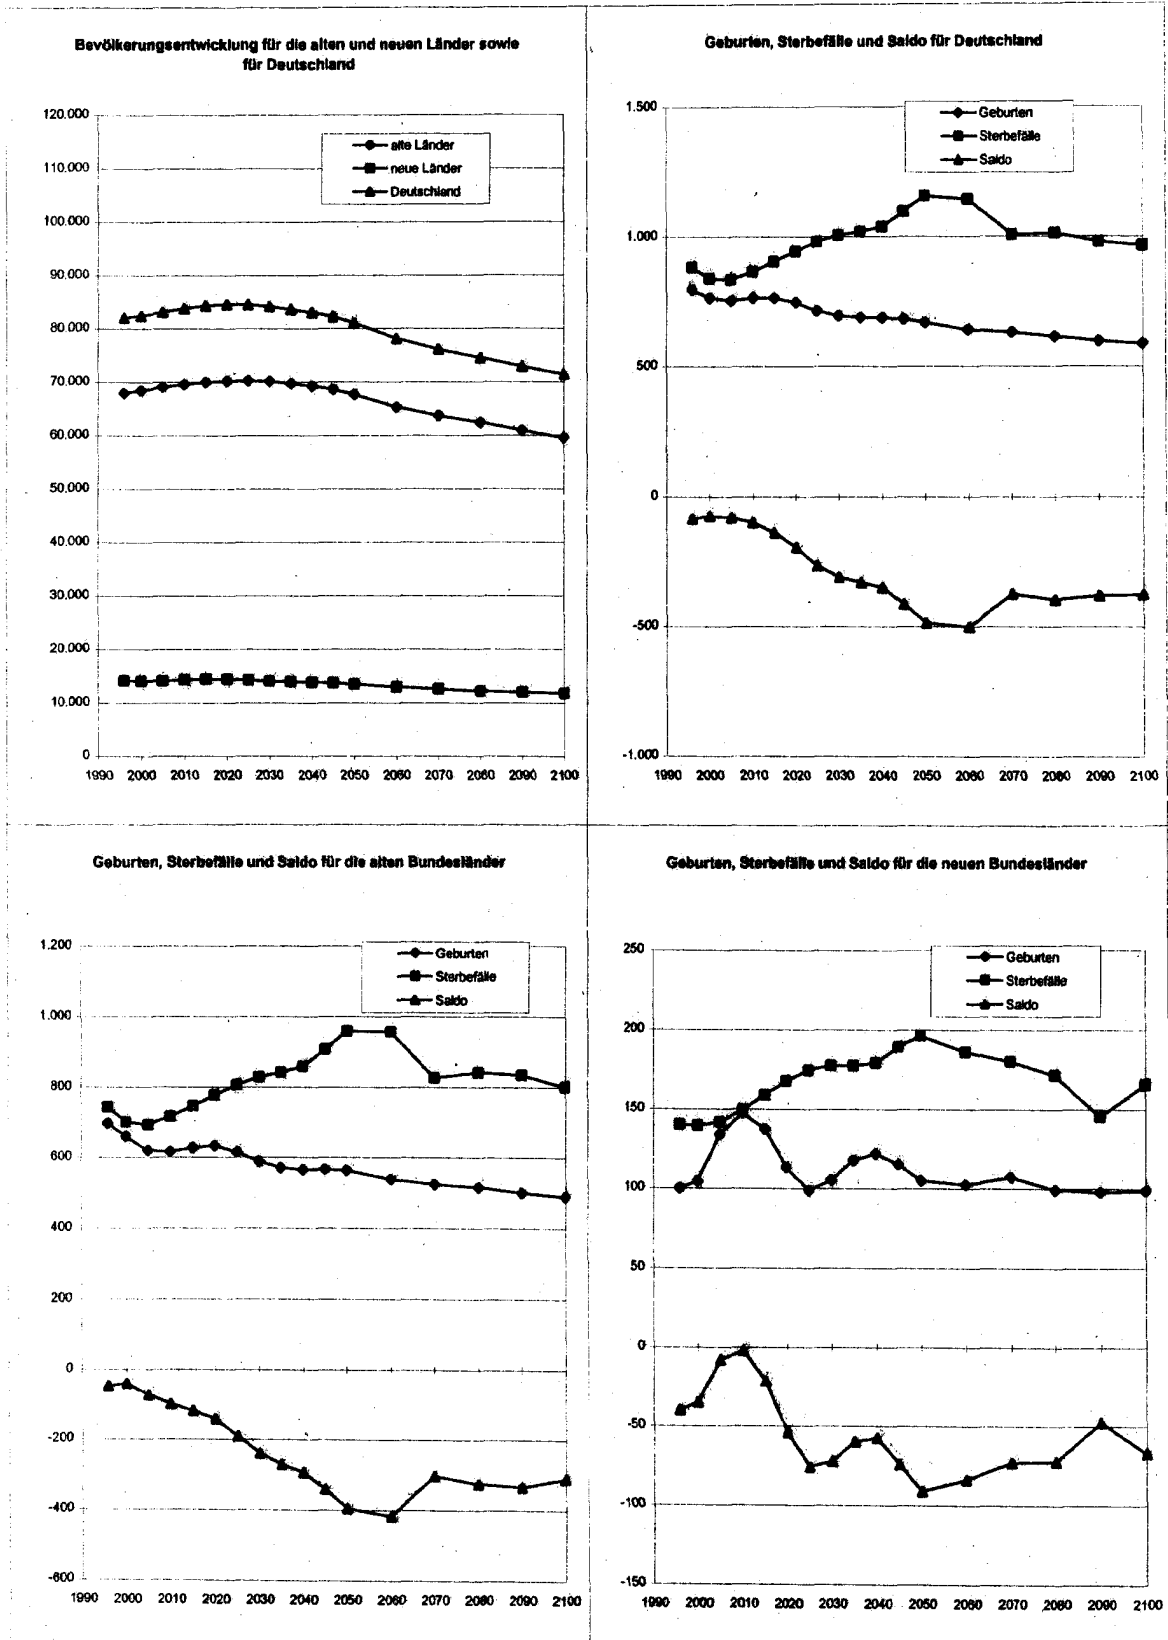 Bevölkerungsentwicklung für die alten und neuen Länder sowie
für Deutschland
120.000
110.000
100.000
90.000
80.000
70.000
60.000
50.000
40.000
30.000
20.000
10.000
0
1990 2000 2010 2020 2030 2040 2050 2060 2070 2080 2090 2100
alte Länder
neue Länder
Deutschland
Geburten, Sterbefälle und Saldo für Deutschland
1.500
1.000
500
0
-500
-1.000
1990 2000 2010 2020 2030 2040 2050 2060 2070 2080 2090 2100
Geburten
Sterbefälle
Saldo
Geburten, Sterbefälle und Saldo für die alten Bundesländer
1.200
1.000
800
600
400
200
0
-200
-400
-600
1990 2000 2010 2020 2030 2040 2050 2060 2070 2080 2090 2100
Geburten
Sterbefälle
Saldo
Geburten, Sterbefälle und Saldo für die neuen Bundesländer
250
200
150
100
50
0
-50
-100
-150
1990 2000 2010 2020 2030 2040 2050 2060 2070 2080 2090 2100
Geburten
Sterbefälle
Saldo